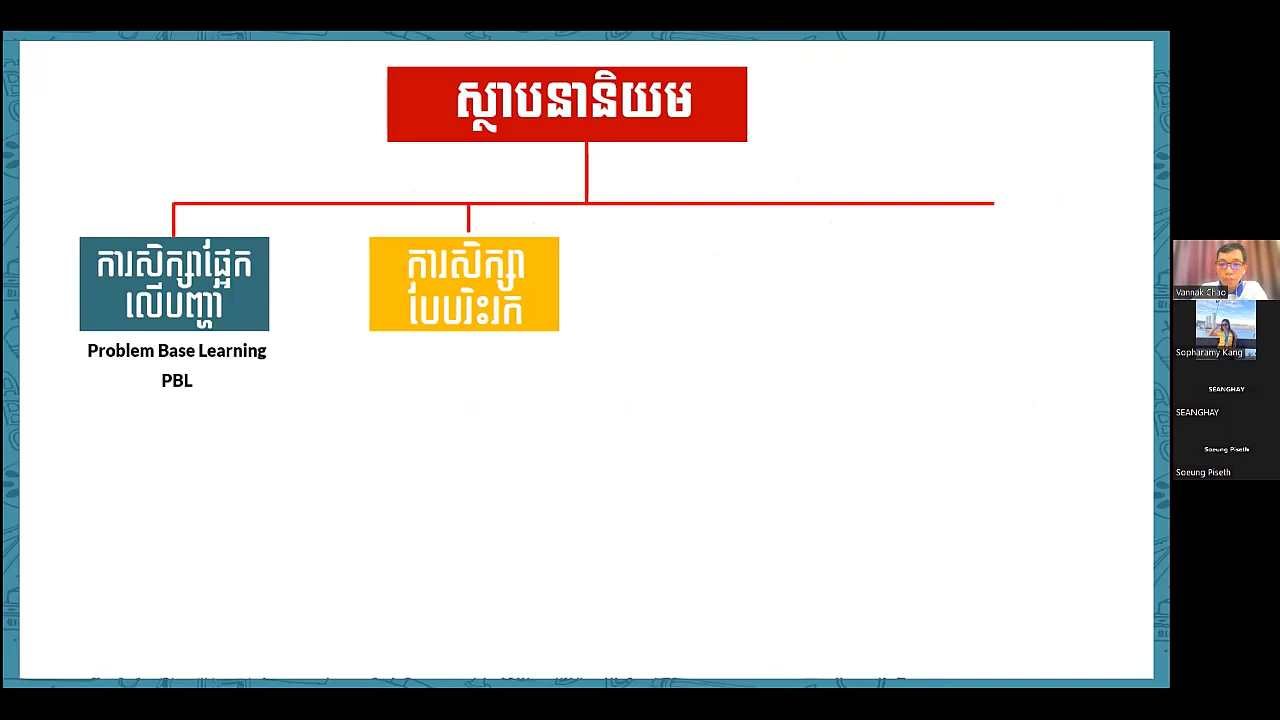 ស្ថាបនានិយម
ការសិក្សាផ្អែក
លើបញ្ហា
ការសិក្សា
បែបរិះរក
Problem Base Learning
PBL
Vannak Chao
Sopharamy Kang
SEANGHAY
SEANGHAY
Soeung Piseth
Soeung Piseth